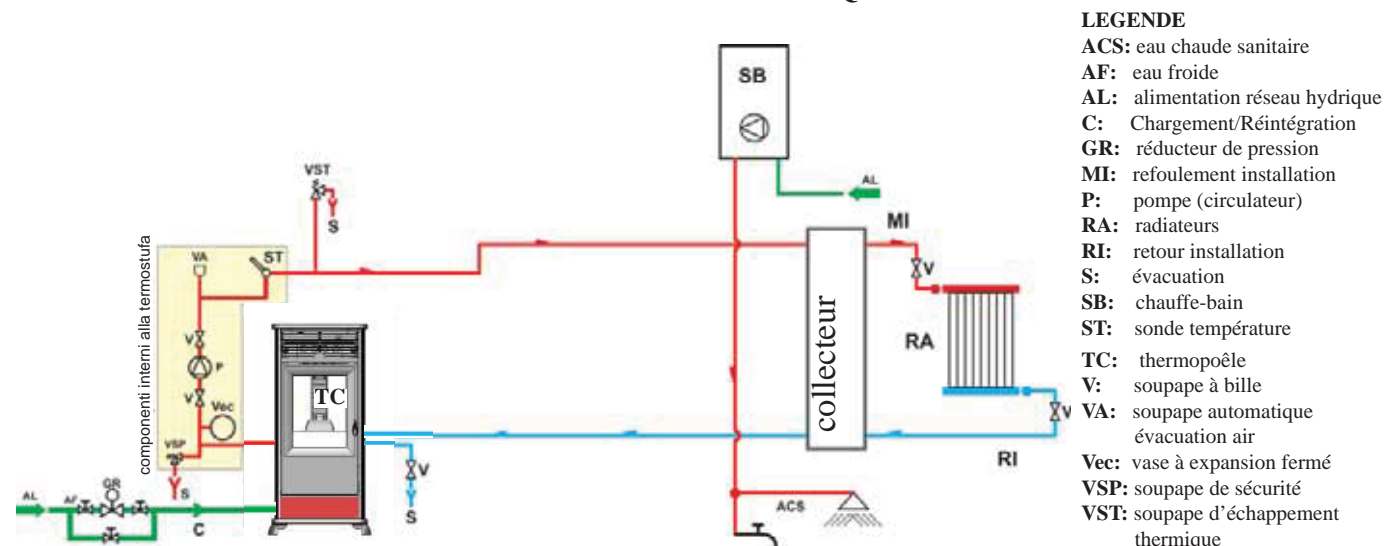 LEGENDE
ACS: eau chaude sanitaire
AF: eau froide
AL: alimentation réseau hydrique
C: Chargement/Réintégration
GR: réducteur de pression
MI: refoulement installation
P: pompe (circulateur)
RA: radiateurs
RI: retour installation
S: évacuation
SB: chauffe-bain
ST: sonde température
TC: thermopoêle
V: soupape à bille
VA: soupape automatique
évacuation air
Vec: vase à expansion fermé
VSP: soupape de sécurité
VST: soupape d'échappement
thermique
SB
AL
VST
S
MI
V
componenti interni alla termostufa
VA
ST
V
P
V
Vec
VSP
S
TC
collecteur
RA
V
RI
V
S
AL
AF
GR
C
ACS